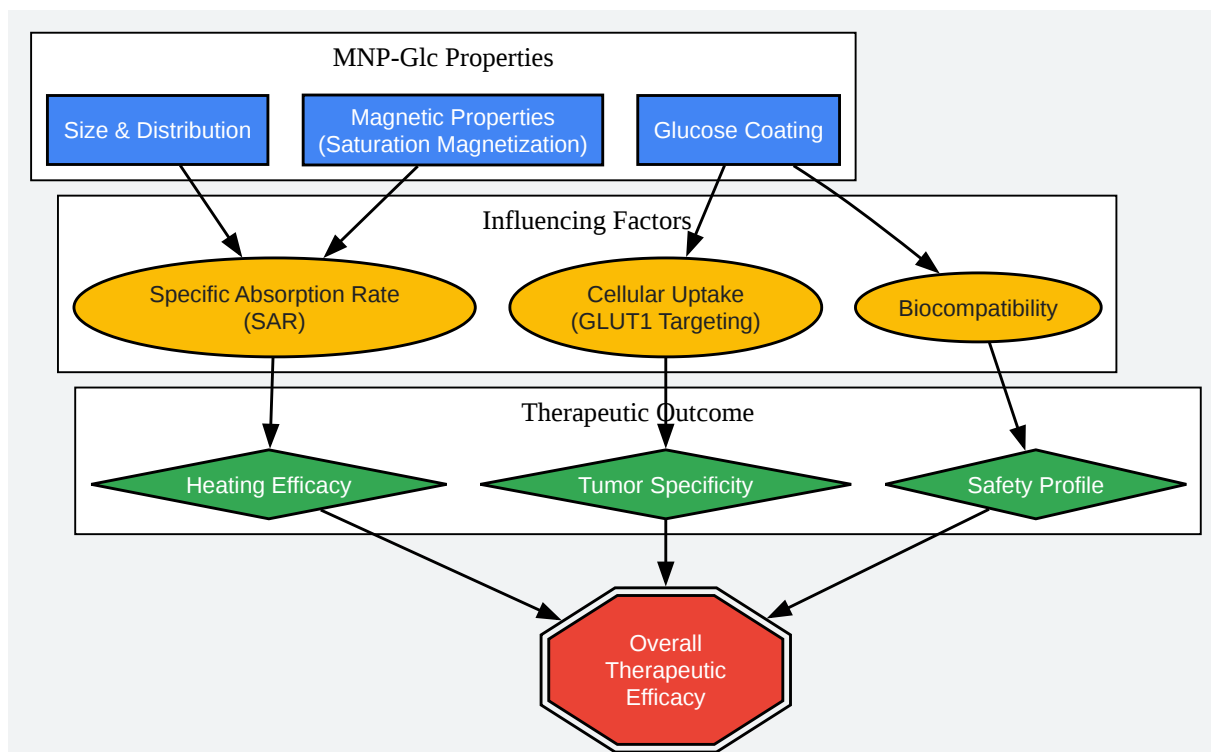 MNP-Glc Properties
Size & Distribution
Magnetic Properties
(Saturation Magnetization)
Glucose Coating
Influencing Factors
Specific Absorption Rate
(SAR)
Cellular Uptake
(GLUT1 Targeting)
Biocompatibility
Therapeutic Outcome
Heating Efficacy
Tumor Specificity
Safety Profile
Overall
Therapeutic
Efficacy